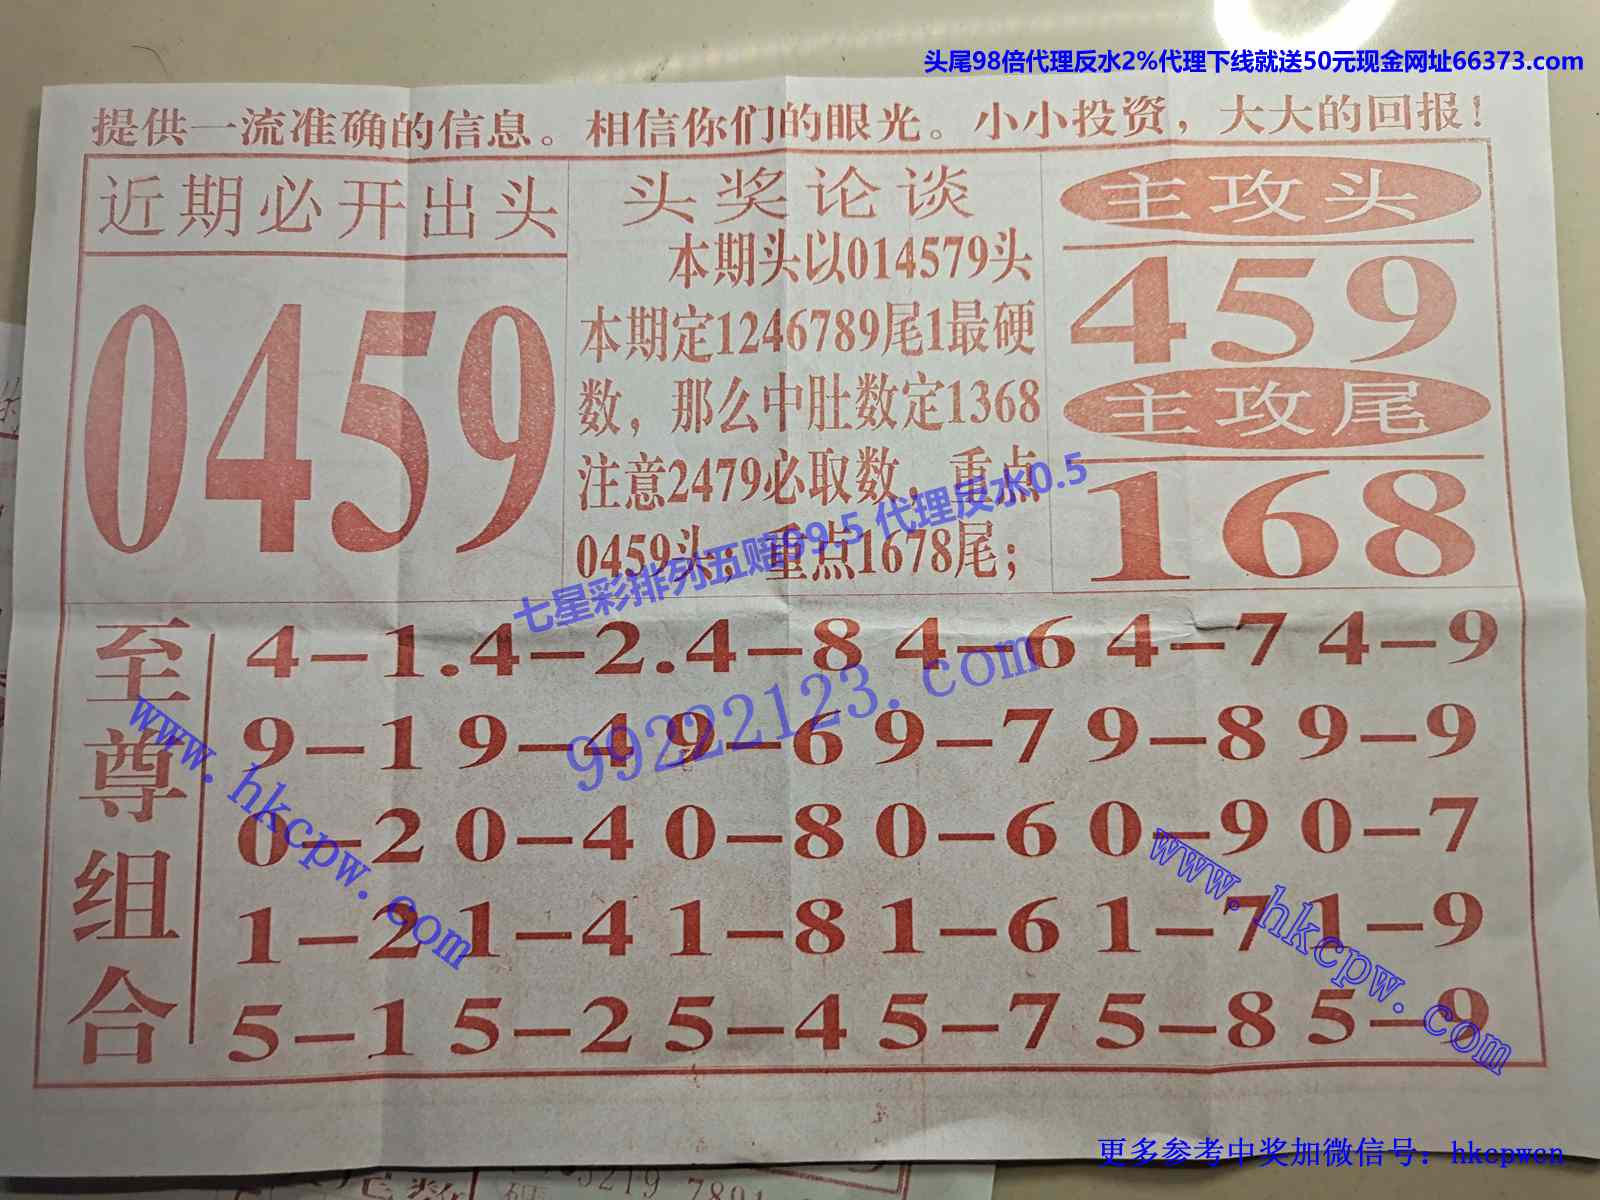 头尾98倍代理反水2%代理下线就送50元现金网址66373.com
提供一流准确的信息。相信你们的眼光。小小投资，大大的回报！
近期必开出头
0459
头奖论谈
本期头以014579头
本期定1246789尾1最硬
数，那么中肚数定1368
注意2479必取数，重点
0459头；重点1678尾；
主攻头
459
主攻尾
168
七星彩排列五赔99.5 代理反水0.5
99222123.com
至尊组合
4－1.4－2.4－8 4－6 4－7 4－9
9－1 9－4 9－6 9－7 9－8 9－9
0－2 0－4 0－8 0－6 0－9 0－7
1－2 1－4 1－8 1－6 1－7 1－9
5－1 5－2 5－4 5－7 5－8 5－9
www.hkcpw.com
www.hkcpw.com
更多参考中奖加微信号：hkcpwcn
尾数